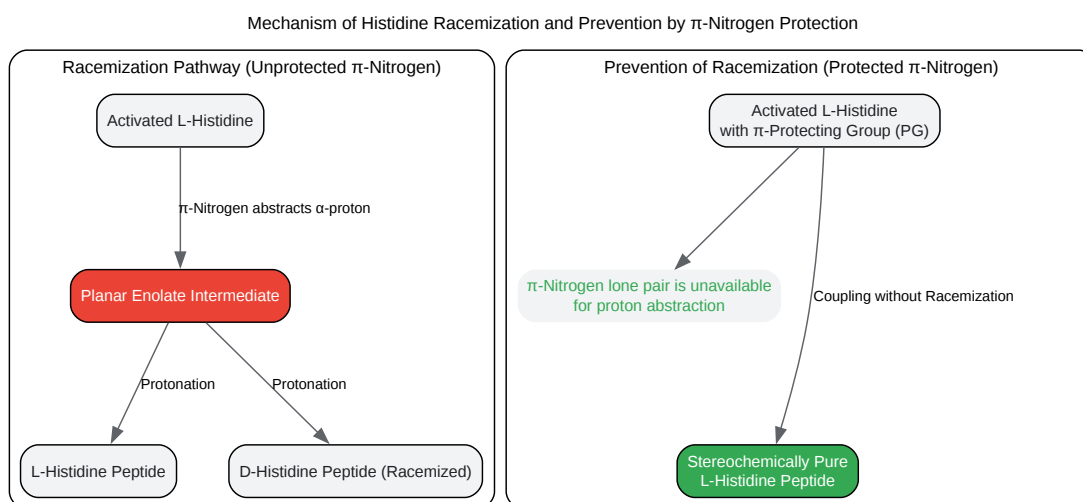 Mechanism of Histidine Racemization and Prevention by π-Nitrogen Protection
Racemization Pathway (Unprotected π-Nitrogen)
Activated L-Histidine
π-Nitrogen abstracts α-proton
Planar Enolate Intermediate
Protonation
Protonation
L-Histidine Peptide
D-Histidine Peptide (Racemized)
Prevention of Racemization (Protected π-Nitrogen)
Activated L-Histidine
with π-Protecting Group (PG)
π-Nitrogen lone pair is unavailable
for proton abstraction
Coupling without Racemization
Stereochemically Pure
L-Histidine Peptide